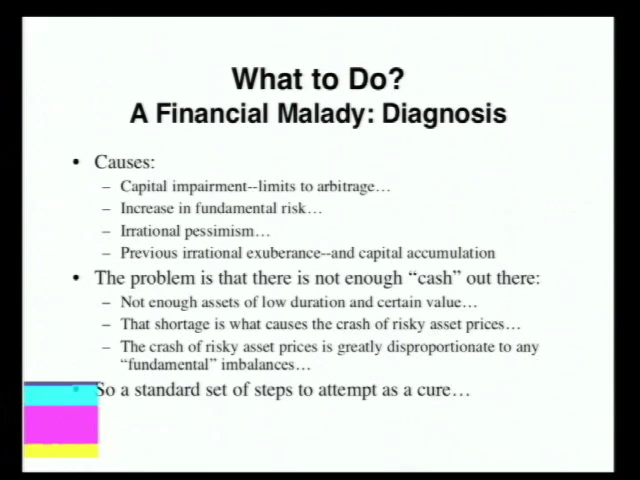 What to Do?
A Financial Malady: Diagnosis
• Causes:
– Capital impairment--limits to arbitrage…
– Increase in fundamental risk…
– Irrational pessimism…
– Previous irrational exuberance--and capital accumulation
• The problem is that there is not enough “cash” out there:
– Not enough assets of low duration and certain value…
– That shortage is what causes the crash of risky asset prices…
– The crash of risky asset prices is greatly disproportionate to any
“fundamental” imbalances…
• So a standard set of steps to attempt as a cure…